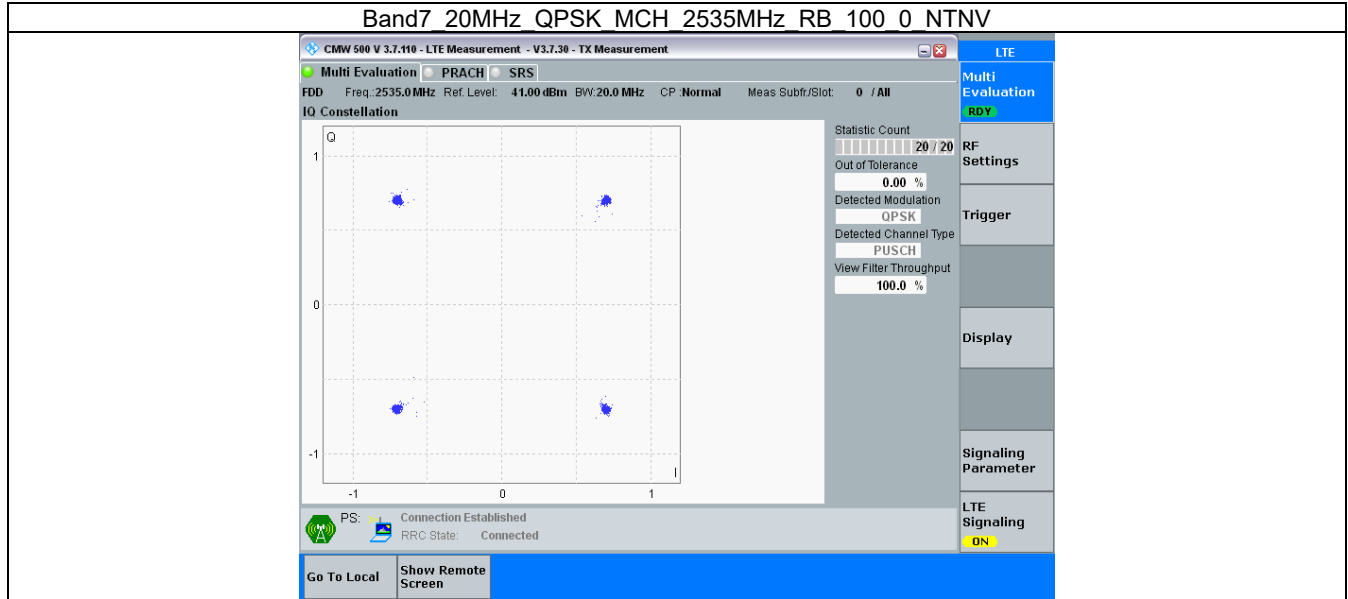 Band7_20MHz_QPSK_MCH_2535MHz_RB_100_0_NTNV
CMW 500 V 3.7.110 - LTE Measurement - V3.7.30 - TX Measurement
LTE
Multi Evaluation PRACH SRS
FDD Freq.:2535.0 MHz Ref. Level: 41.00 dBm BW:20.0 MHz CP :Normal Meas Subfr./Slot: 0 / All
IQ Constellation
Multi
Evaluation
RDY
Q
1
0
-1
I
-1 0 1
Statistic Count
20 / 20
Out of Tolerance
0.00 %
Detected Modulation
QPSK
Detected Channel Type
PUSCH
View Filter Throughput
100.0 %
RF
Settings
Trigger
Display
Signaling
Parameter
LTE
Signaling
ON
PS: Connection Established
RRC State: Connected
Go To Local
Show Remote
Screen